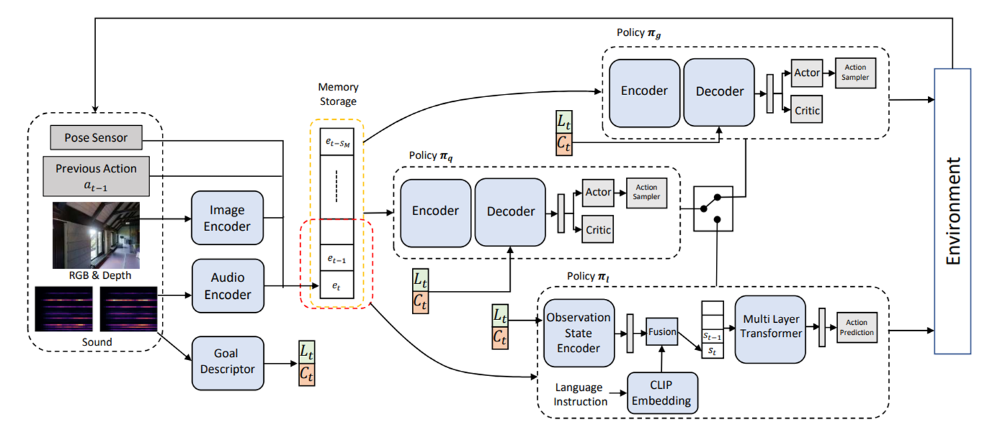 Policy π_g
Encoder
Decoder
Actor
Action
Sampler
Critic
L_t
C_t
Memory
Storage
e_{t-S_M}
e_{t-1}
e_t
Pose Sensor
Previous Action
a_{t-1}
RGB & Depth
Sound
Image
Encoder
Audio
Encoder
Goal
Descriptor
L_t
C_t
Policy π_q
Encoder
Decoder
Actor
Action
Sampler
Critic
L_t
C_t
Policy π_l
L_t
C_t
Observation
State
Encoder
Fusion
S_{t-1}
S_t
Multi Layer
Transformer
Action
Prediction
Language
Instruction
CLIP
Embedding
Environment